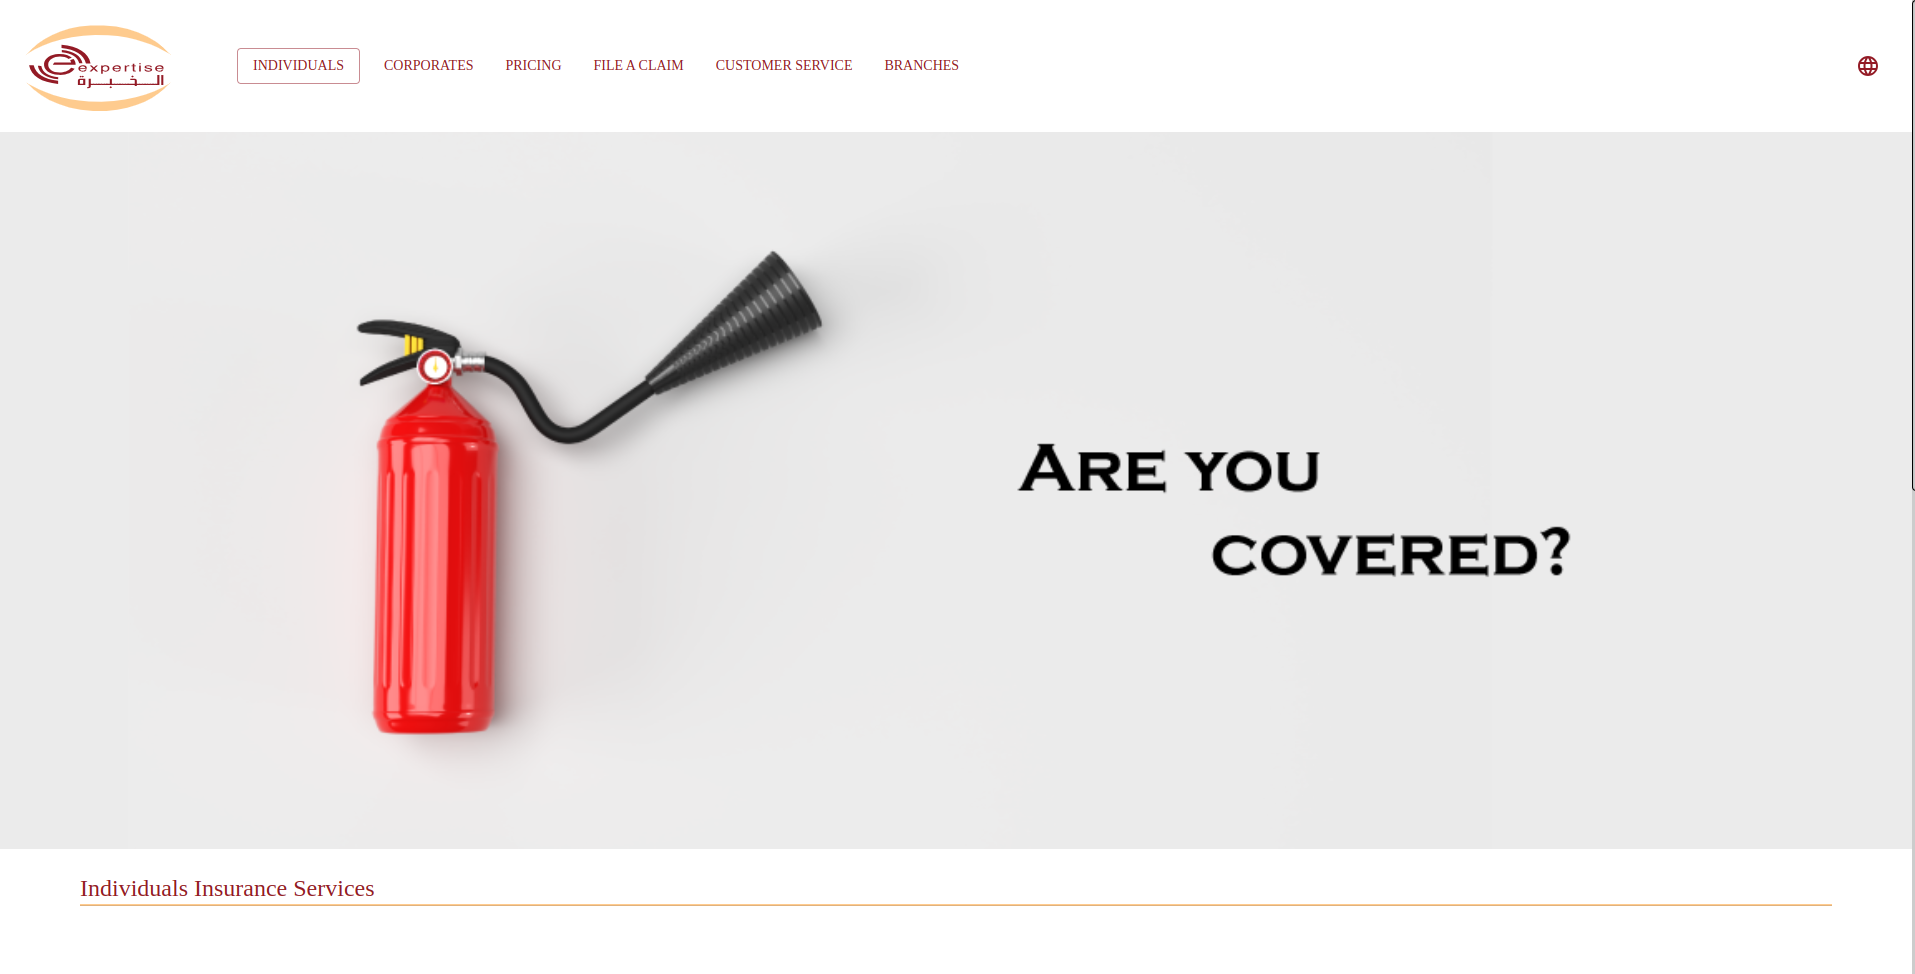 expertise
الخبرة
INDIVIDUALS
CORPORATES
PRICING
FILE A CLAIM
CUSTOMER SERVICE
BRANCHES
ARE YOU
COVERED?
Individuals Insurance Services